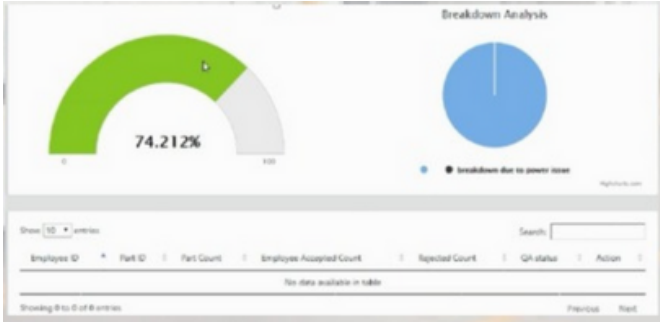 Breakdown Analysis
74.212%
0
100
breakdown due to power issue
Highcharts.com
Show 10 entries
Search:
Employee ID Part ID Part Count Employee Accepted Count Rejected Count QA status Action
No data available in table
Showing 0 to 0 of 0 entries
Previous Next